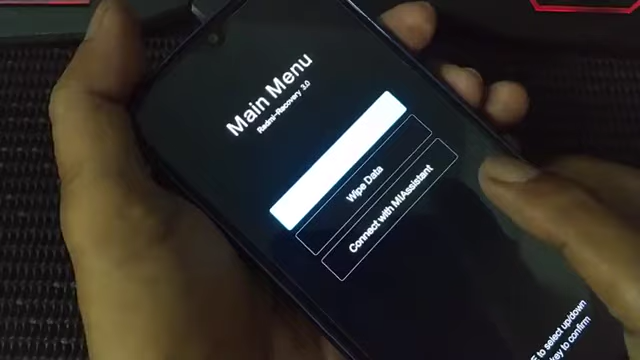 Main Menu
Redmi-Recovery 3.0
Wipe Data
Connect with MIAssistant
to select up/down
key to confirm